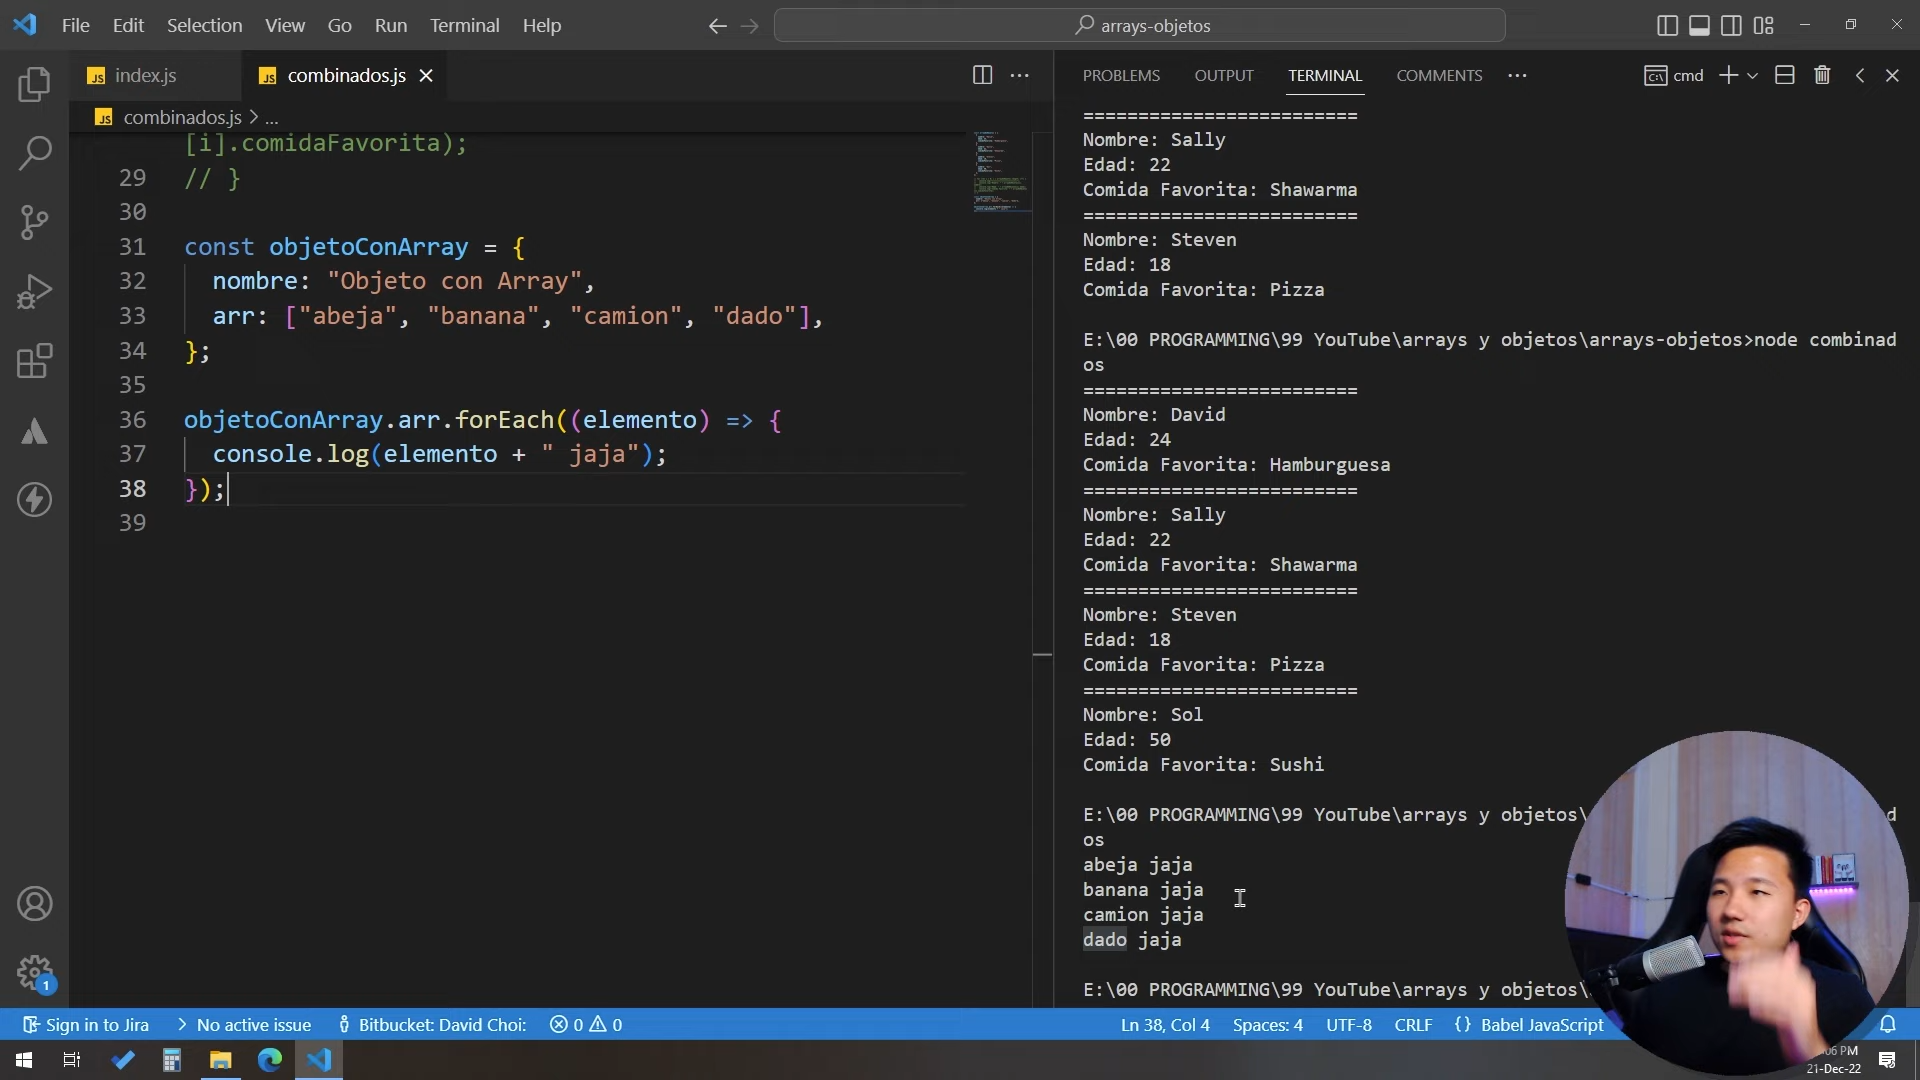 File Edit Selection View Go Run Terminal Help
arrays-objetos
JS index.js
JS combinados.js
PROBLEMS OUTPUT TERMINAL COMMENTS
cmd
JS combinados.js > ...
[i].comidaFavorita);
29 // }
30
31 const objetoConArray = {
32 nombre: "Objeto con Array",
33 arr: ["abeja", "banana", "camion", "dado"],
34 };
35
36 objetoConArray.arr.forEach((elemento) => {
37 console.log(elemento + " jaja");
38 });
39
=========================
Nombre: Sally
Edad: 22
Comida Favorita: Shawarma
=========================
Nombre: Steven
Edad: 18
Comida Favorita: Pizza
E:\00 PROGRAMMING\99 YouTube\arrays y objetos\arrays-objetos>node combinad
os
=========================
Nombre: David
Edad: 24
Comida Favorita: Hamburguesa
=========================
Nombre: Sally
Edad: 22
Comida Favorita: Shawarma
=========================
Nombre: Steven
Edad: 18
Comida Favorita: Pizza
=========================
Nombre: Sol
Edad: 50
Comida Favorita: Sushi
E:\00 PROGRAMMING\99 YouTube\arrays y objetos\ d
os
abeja jaja
banana jaja
camion jaja
dado jaja
E:\00 PROGRAMMING\99 YouTube\arrays y objetos\
1
Sign in to Jira > No active issue Bitbucket: David Choi: 0 0
Ln 38, Col 4 Spaces: 4 UTF-8 CRLF {} Babel JavaScript
06 PM
21-Dec-22